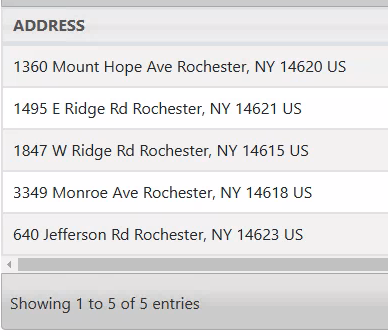 ADDRESS
1360 Mount Hope Ave Rochester, NY 14620 US
1495 E Ridge Rd Rochester, NY 14621 US
1847 W Ridge Rd Rochester, NY 14615 US
3349 Monroe Ave Rochester, NY 14618 US
640 Jefferson Rd Rochester, NY 14623 US
Showing 1 to 5 of 5 entries